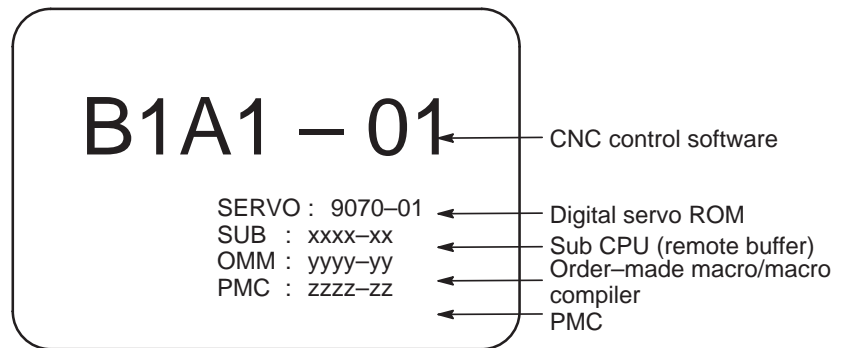 B1A1 – 01
CNC control software
SERVO : 9070–01
Digital servo ROM
SUB : xxxx–xx
Sub CPU (remote buffer)
OMM : yyyy–yy
Order–made macro/macro
compiler
PMC : zzzz–zz
PMC